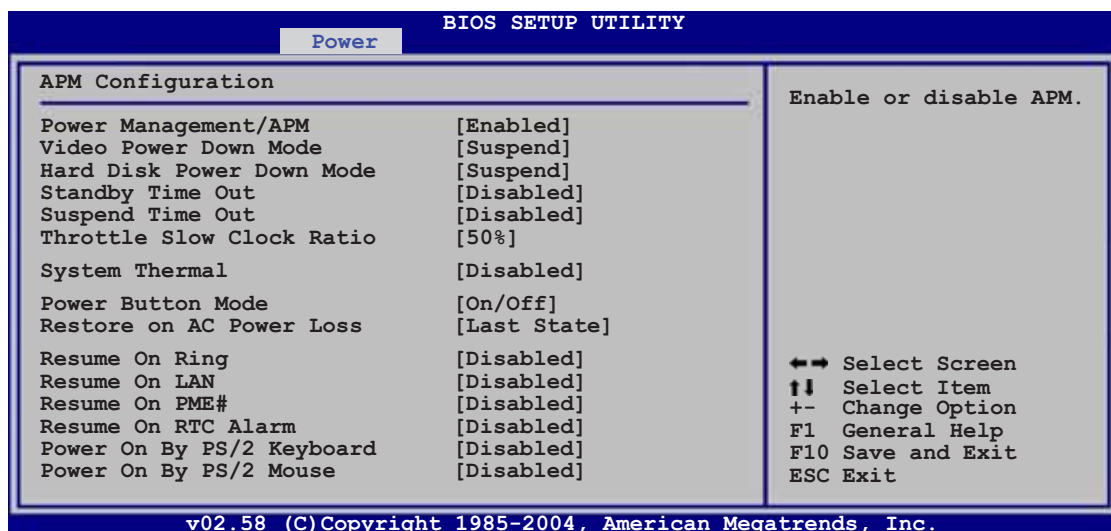 BIOS SETUP UTILITY
Power
APM Configuration
Power Management/APM [Enabled]
Video Power Down Mode [Suspend]
Hard Disk Power Down Mode [Suspend]
Standby Time Out [Disabled]
Suspend Time Out [Disabled]
Throttle Slow Clock Ratio [50%]
System Thermal [Disabled]
Power Button Mode [On/Off]
Restore on AC Power Loss [Last State]
Resume On Ring [Disabled]
Resume On LAN [Disabled]
Resume On PME# [Disabled]
Resume On RTC Alarm [Disabled]
Power On By PS/2 Keyboard [Disabled]
Power On By PS/2 Mouse [Disabled]
Enable or disable APM.
←→ Select Screen
↑↓ Select Item
+- Change Option
F1 General Help
F10 Save and Exit
ESC Exit
v02.58 (C)Copyright 1985-2004, American Megatrends, Inc.